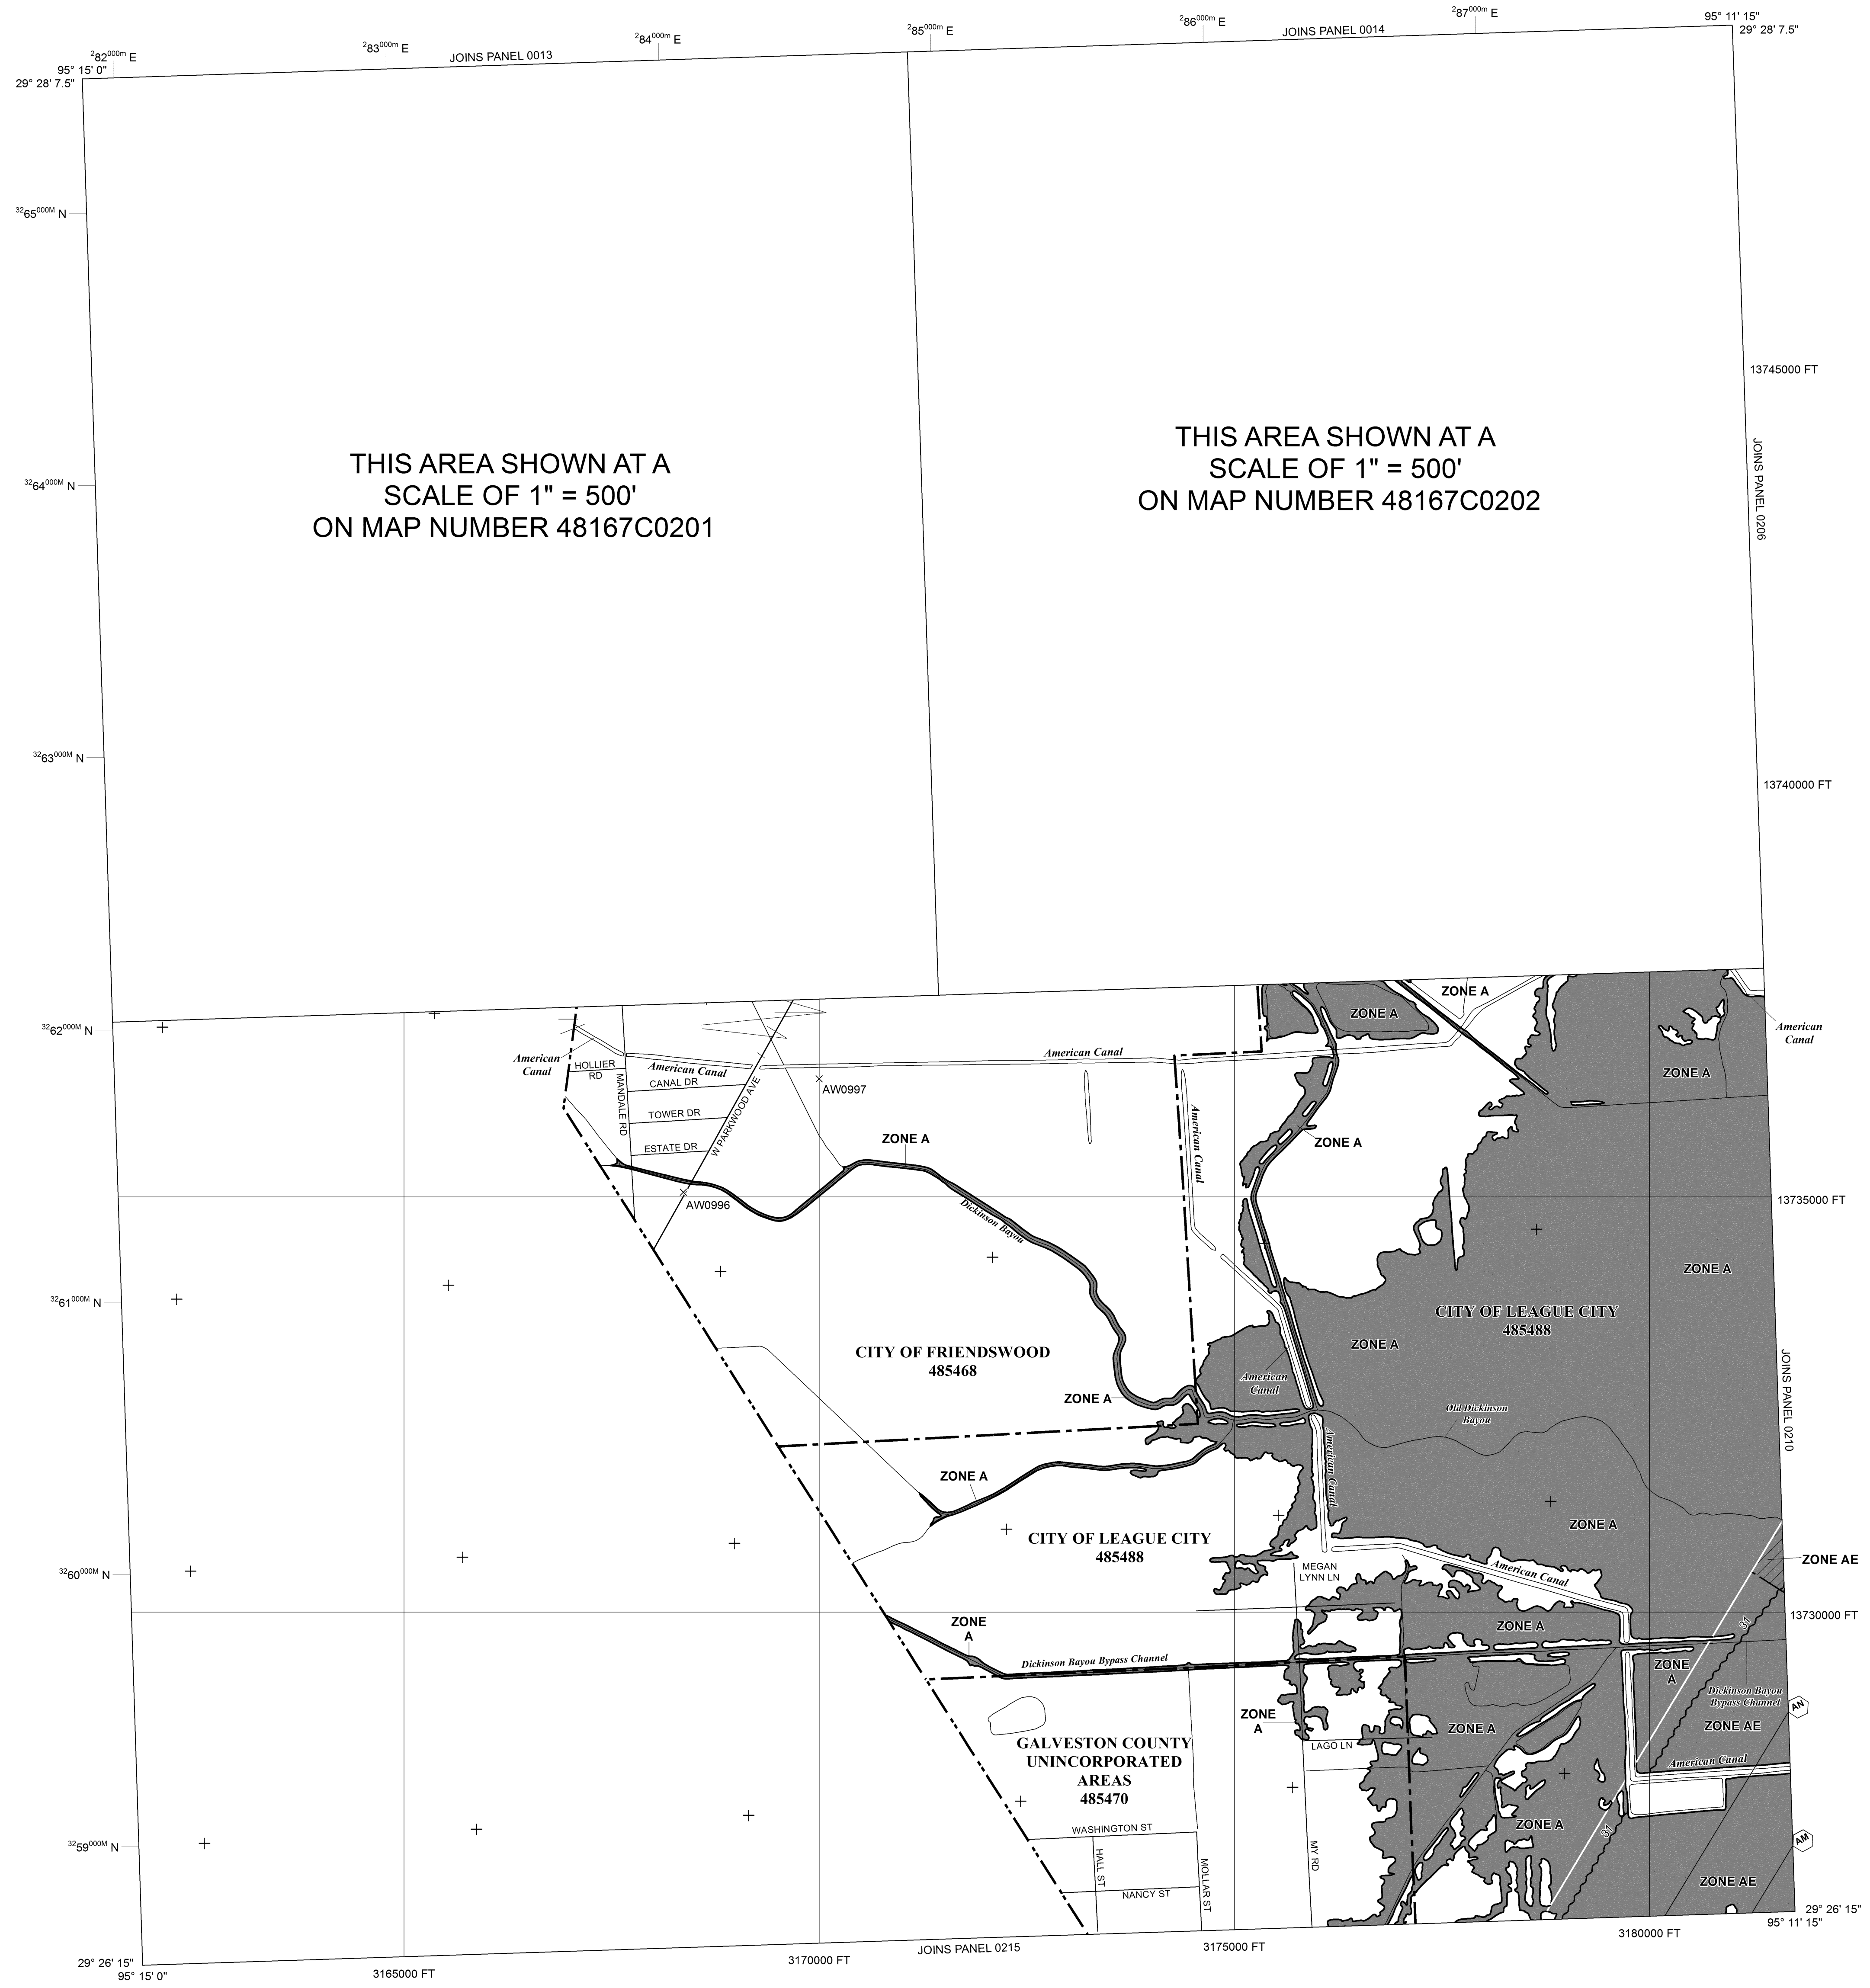 282000m E
283000m E
JOINS PANEL 0013
284000m E
285000m E
286000m E
JOINS PANEL 0014
287000m E
95° 11' 15"
29° 28' 7.5"
95° 15' 0"
29° 28' 7.5"
3265000M N
3264000M N
3263000M N
3262000M N
3261000M N
3260000M N
3259000M N
THIS AREA SHOWN AT A
SCALE OF 1" = 500'
ON MAP NUMBER 48167C0201
THIS AREA SHOWN AT A
SCALE OF 1" = 500'
ON MAP NUMBER 48167C0202
13745000 FT
JOINS PANEL 0206
13740000 FT
ZONE A
ZONE A
American
Canal
American Canal
American
Canal
HOLLIER
RD
American Canal
CANAL DR
MANDALE RD
TOWER DR
ESTATE DR
W PARKWOOD AVE
AW0997
ZONE A
American Canal
ZONE A
ZONE A
AW0996
Dickinson Bayou
13735000 FT
ZONE A
CITY OF LEAGUE CITY
485488
ZONE A
CITY OF FRIENDSWOOD
485468
American
Canal
ZONE A
Old Dickinson
Bayou
JOINS PANEL 0210
American Canal
ZONE A
CITY OF LEAGUE CITY
485488
ZONE A
ZONE AE
MEGAN
LYNN LN
American Canal
13730000 FT
ZONE
A
ZONE A
31
Dickinson Bayou Bypass Channel
ZONE
A
Dickinson Bayou
Bypass Channel
AN
ZONE
A
ZONE A
ZONE AE
GALVESTON COUNTY
UNINCORPORATED
AREAS
485470
LAGO LN
American Canal
WASHINGTON ST
ZONE A
31
AM
HALL ST
MOLLAR ST
MY RD
NANCY ST
ZONE AE
29° 26' 15"
95° 11' 15"
3180000 FT
3175000 FT
JOINS PANEL 0215
3170000 FT
3165000 FT
29° 26' 15"
95° 15' 0"